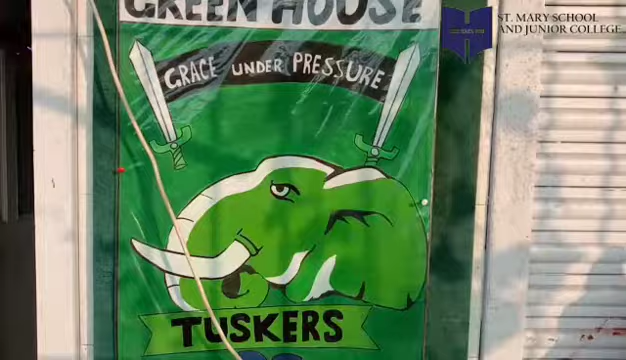 GREEN HOUSE
ST. MARY SCHOOL
AND JUNIOR COLLEGE
GRACE UNDER PRESSURE
TUSKERS